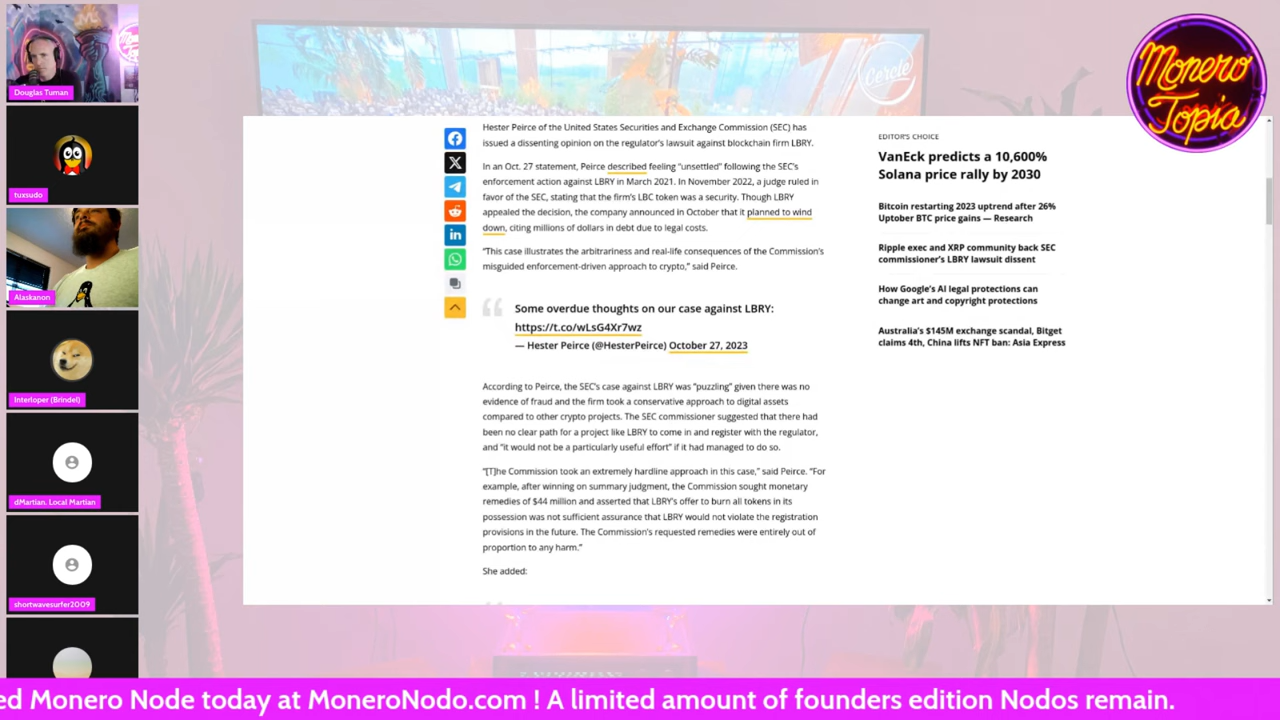 Douglas Tuman
tuxsudo
Alaskanon
Interloper (Brindel)
dMartian. Local Martian
shortwavesurfer2009
Cercle
Monero
Topia
Hester Peirce of the United States Securities and Exchange Commission (SEC) has
issued a dissenting opinion on the regulator's lawsuit against blockchain firm LBRY.
In an Oct. 27 statement, Peirce described feeling “unsettled” following the SEC's
enforcement action against LBRY in March 2021. In November 2022, a judge ruled in
favor of the SEC, stating that the firm's LBC token was a security. Though LBRY
appealed the decision, the company announced in October that it planned to wind
down, citing millions of dollars in debt due to legal costs.
“This case illustrates the arbitrariness and real-life consequences of the Commission's
misguided enforcement-driven approach to crypto,” said Peirce.
Some overdue thoughts on our case against LBRY:
https://t.co/wLsG4Xr7wz
— Hester Peirce (@HesterPeirce) October 27, 2023
According to Peirce, the SEC's case against LBRY was “puzzling” given there was no
evidence of fraud and the firm took a conservative approach to digital assets
compared to other crypto projects. The SEC commissioner suggested that there had
been no clear path for a project like LBRY to come in and register with the regulator,
and “it would not be a particularly useful effort” if it had managed to do so.
“[T]he Commission took an extremely hardline approach in this case,” said Peirce. “For
example, after winning on summary judgment, the Commission sought monetary
remedies of $44 million and asserted that LBRY's offer to burn all tokens in its
possession was not sufficient assurance that LBRY would not violate the registration
provisions in the future. The Commission's requested remedies were entirely out of
proportion to any harm.”
She added:
EDITOR'S CHOICE
VanEck predicts a 10,600%
Solana price rally by 2030
Bitcoin restarting 2023 uptrend after 26%
Uptober BTC price gains — Research
Ripple exec and XRP community back SEC
commissioner's LBRY lawsuit dissent
How Google's AI legal protections can
change art and copyright protections
Australia's $145M exchange scandal, Bitget
claims 4th, China lifts NFT ban: Asia Express
ed Monero Node today at MoneroNodo.com ! A limited amount of founders edition Nodos remain.